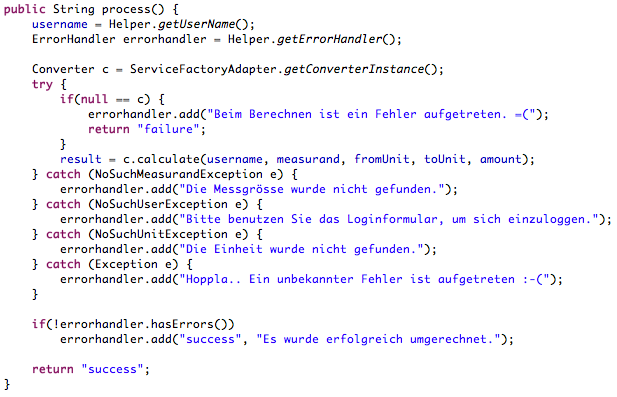 public String process() {
    username = Helper.getUserName();
    ErrorHandler errorhandler = Helper.getErrorHandler();

    Converter c = ServiceFactoryAdapter.getConverterInstance();
    try {
        if(null == c) {
            errorhandler.add("Beim Berechnen ist ein Fehler aufgetreten. =(");
            return "failure";
        }
        result = c.calculate(username, measurand, fromUnit, toUnit, amount);
    } catch (NoSuchMeasurandException e) {
        errorhandler.add("Die Messgrösse wurde nicht gefunden.");
    } catch (NoSuchUserException e) {
        errorhandler.add("Bitte benutzen Sie das Loginformular, um sich einzuloggen.");
    } catch (NoSuchUnitException e) {
        errorhandler.add("Die Einheit wurde nicht gefunden.");
    } catch (Exception e) {
        errorhandler.add("Hoppla.. Ein unbekannter Fehler ist aufgetreten :-(");
    }

    if(!errorhandler.hasErrors())
        errorhandler.add("success", "Es wurde erfolgreich umgerechnet.");

    return "success";
}